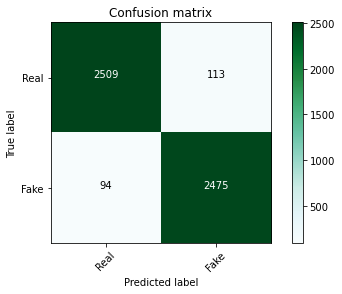 Confusion matrix
True label
Real
Fake
2509
113
94
2475
Real
Fake
Predicted label
2500
2000
1500
1000
500